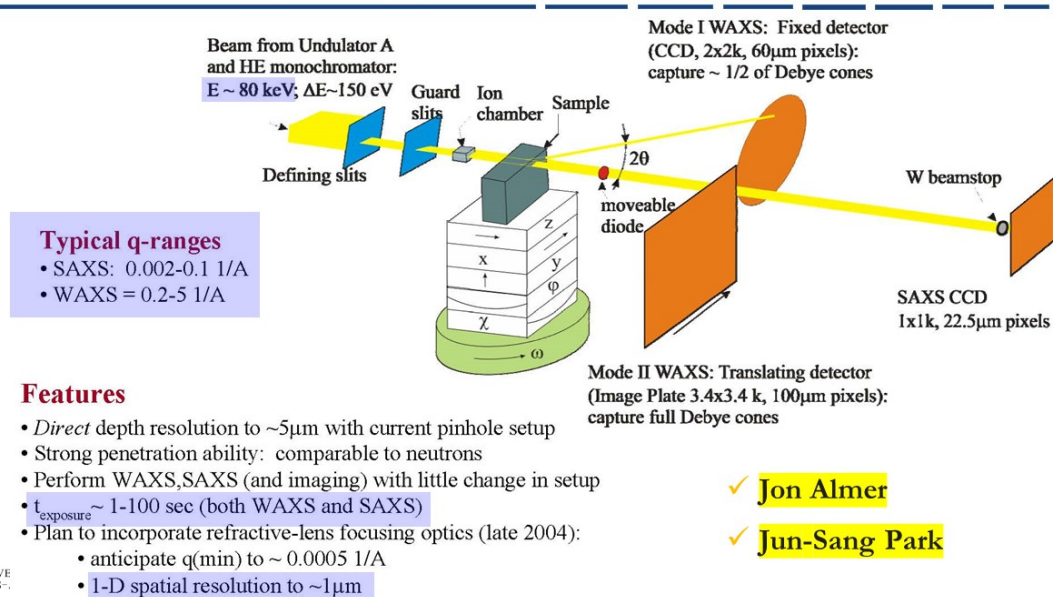 Beam from Undulator A
and HE monochromator:
E ~ 80 keV; ΔE~150 eV
Guard
slits
Ion
chamber
Sample
Defining slits
Mode I WAXS: Fixed detector
(CCD, 2x2k, 60μm pixels):
capture ~ 1/2 of Debye cones
2θ
moveable
diode
W beamstop
z
x
y
φ
χ
ω
Typical q-ranges
• SAXS: 0.002-0.1 1/A
• WAXS = 0.2-5 1/A
SAXS CCD
1x1k, 22.5μm pixels
Mode II WAXS: Translating detector
(Image Plate 3.4x3.4 k, 100μm pixels):
capture full Debye cones
Features
• Direct depth resolution to ~5μm with current pinhole setup
• Strong penetration ability: comparable to neutrons
• Perform WAXS,SAXS (and imaging) with little change in setup
• t exposure ~ 1-100 sec (both WAXS and SAXS)
• Plan to incorporate refractive-lens focusing optics (late 2004):
• anticipate q(min) to ~ 0.0005 1/A
• 1-D spatial resolution to ~1μm
✓ Jon Almer
✓ Jun-Sang Park